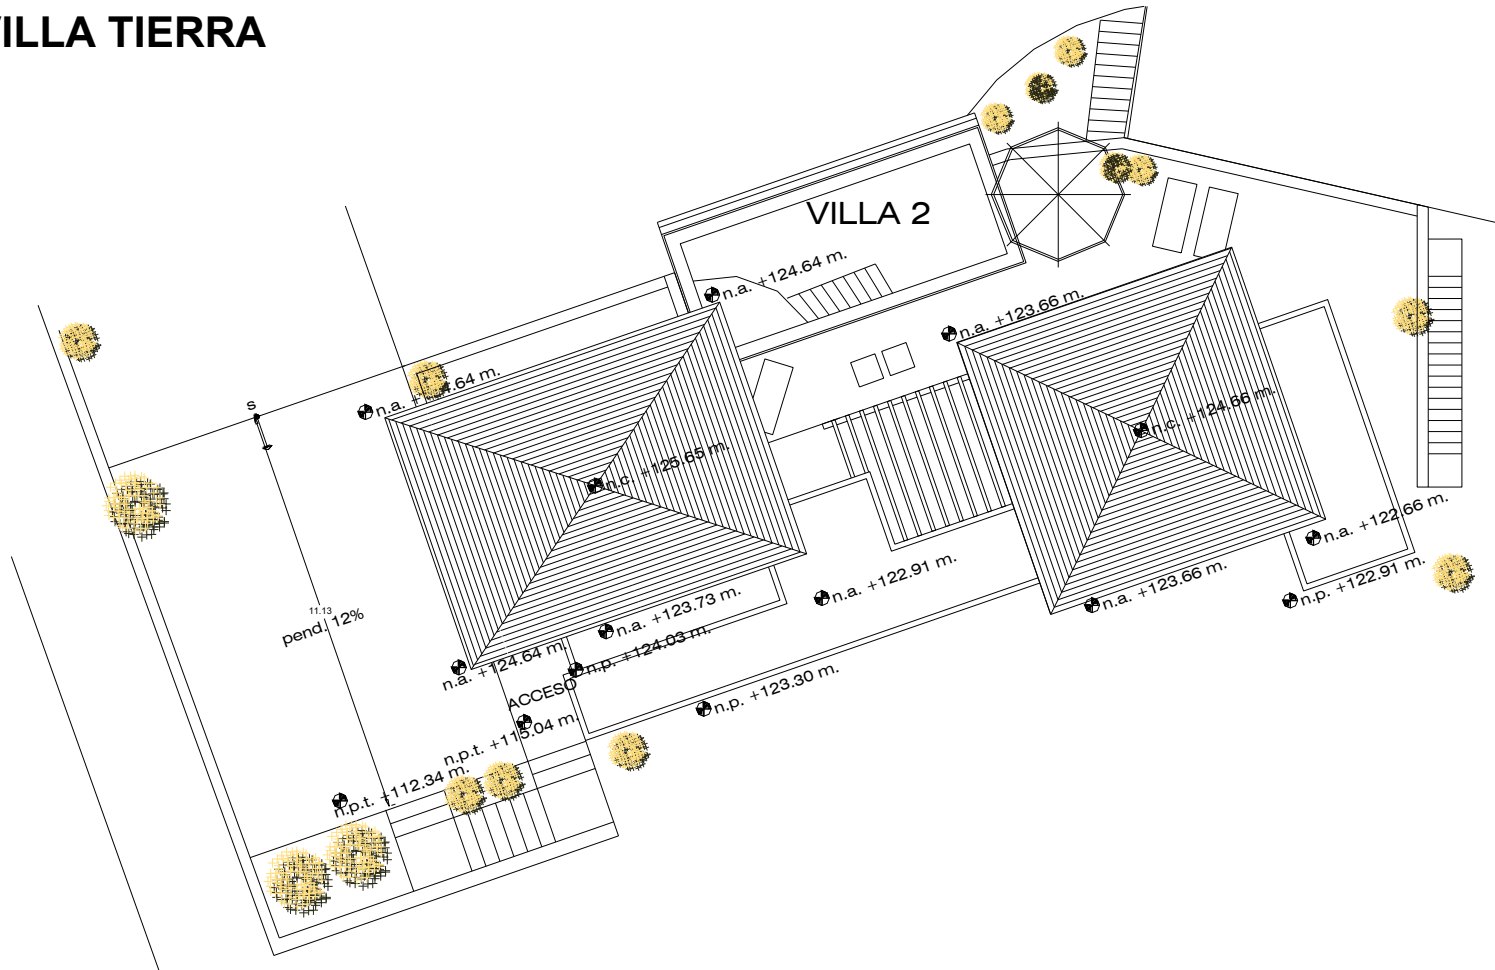 VILLA TIERRA
VILLA 2
n.a. +124.64 m.
n.a. +123.66 m.
n.a.
.64 m.
S
n.c. +125.65 m.
n.c. +124.66 m.
n.a. +122.66 m.
n.a. +122.91 m.
n.p. +122.91 m.
n.a. +123.66 m.
11.13
pend. 12%
n.a. +123.73 m.
n.p. +124.03 m.
n.a. +124.64 m.
ACCESO
n.p. +123.30 m.
n.p.t. +115.04 m.
n.p.t. +112.34 m.